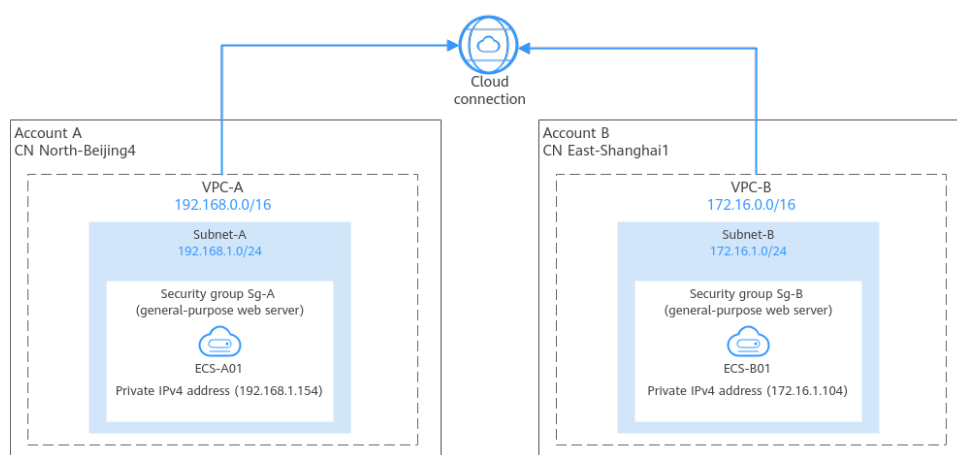 Cloud
connection
Account A
CN North-Beijing4
VPC-A
192.168.0.0/16
Subnet-A
192.168.1.0/24
Security group Sg-A
(general-purpose web server)
ECS-A01
Private IPv4 address (192.168.1.154)
Account B
CN East-Shanghai1
VPC-B
172.16.0.0/16
Subnet-B
172.16.1.0/24
Security group Sg-B
(general-purpose web server)
ECS-B01
Private IPv4 address (172.16.1.104)